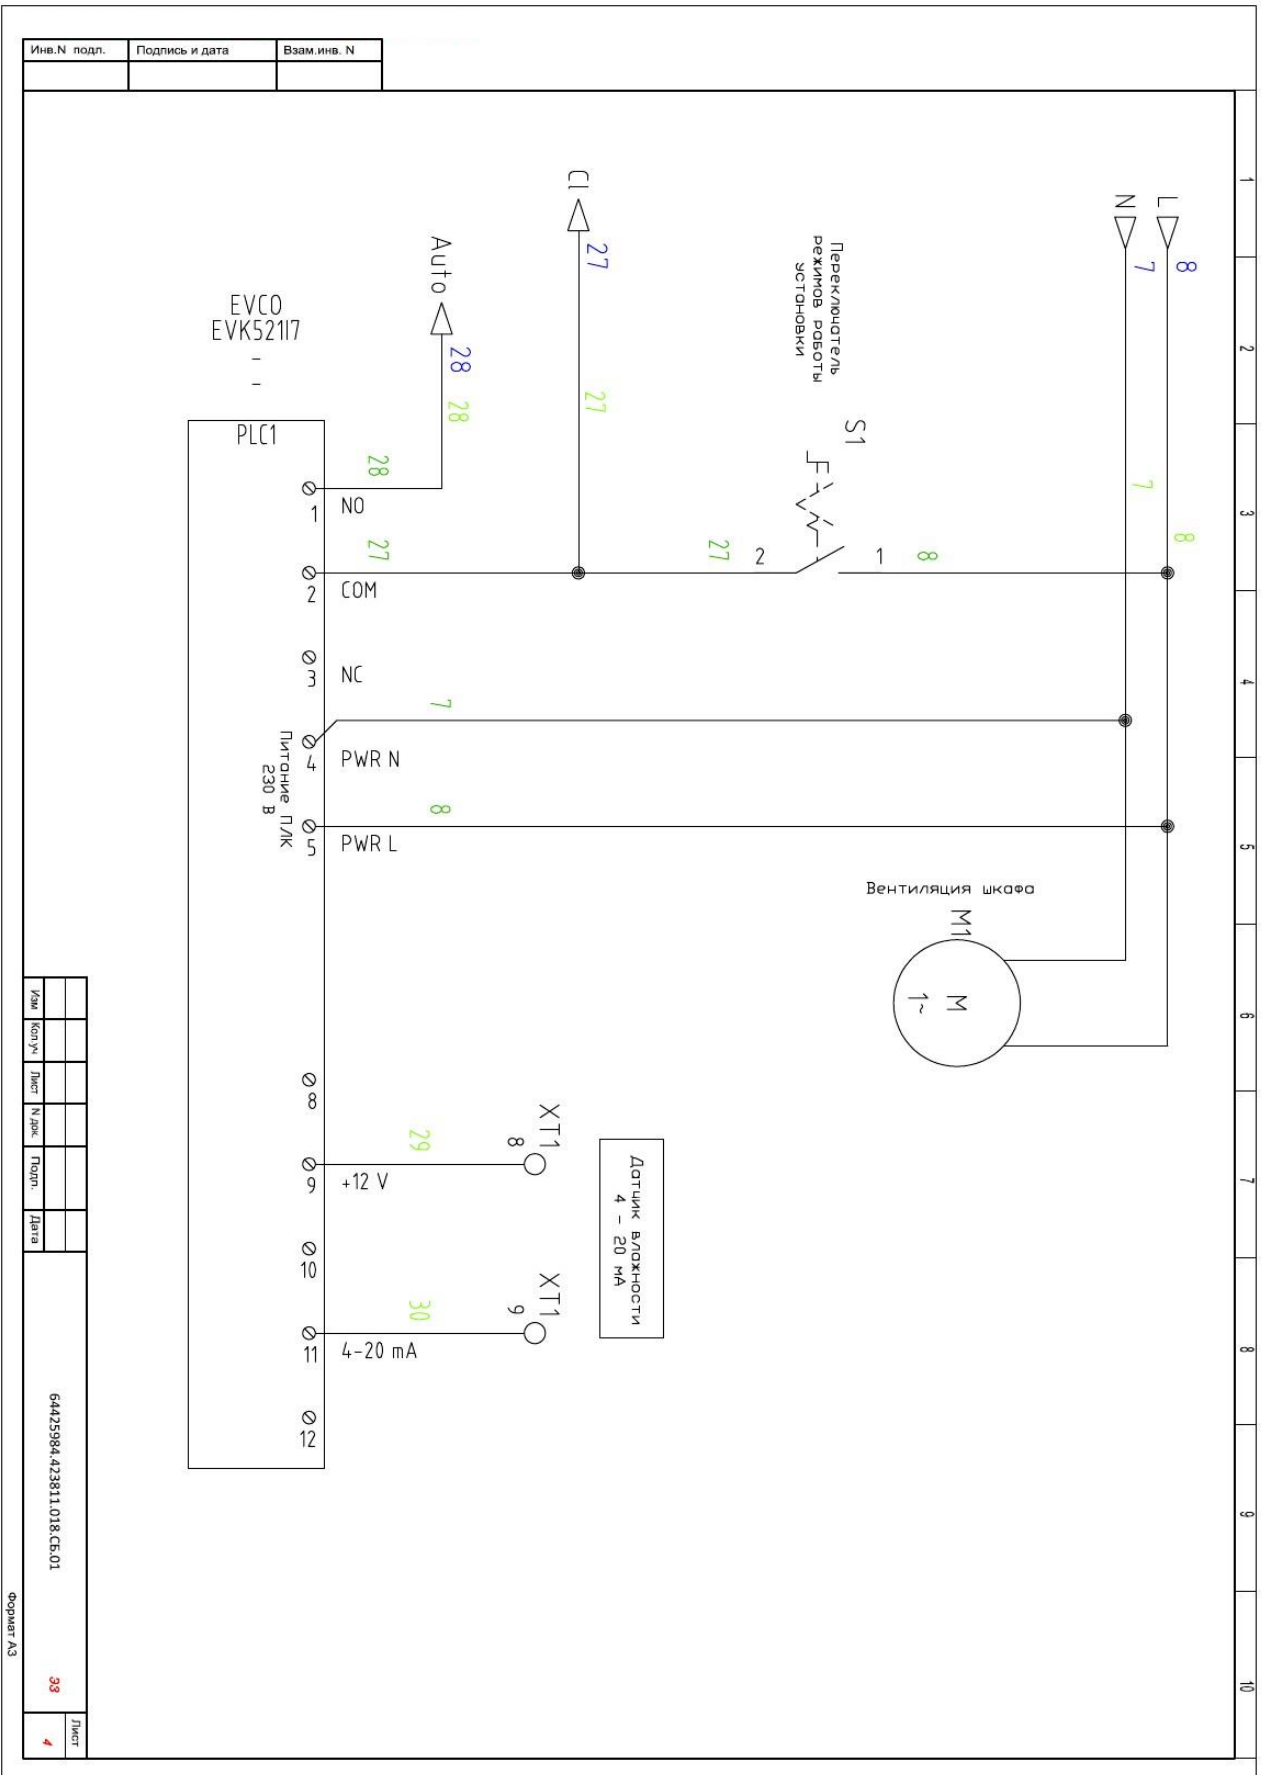 Инв.N подл.
Подпись и дата
Взам.инв. N
1
2
3
4
5
6
7
8
9
10
L
8
N
7
8
7
Переключатель
режимов работы
установки
S1
1
2
8
27
CI
27
27
Auto
28
28
EVCO
EVK521I7
-
-
PLC1
28
1
NO
27
2
COM
3
NC
7
4
PWR N
Питание ПЛК
230 В
8
5
PWR L
Вентиляция шкафа
M1
M
1~
8
29
9
+12 V
XT1
8
Датчик влажности
4 - 20 мА
10
30
11
4-20 mA
XT1
9
12
Изм
Кол.уч
Лист
N док.
Подп.
Дата
64425984.423811.018.СБ.01
ЭЗ
Лист
4
Формат А3